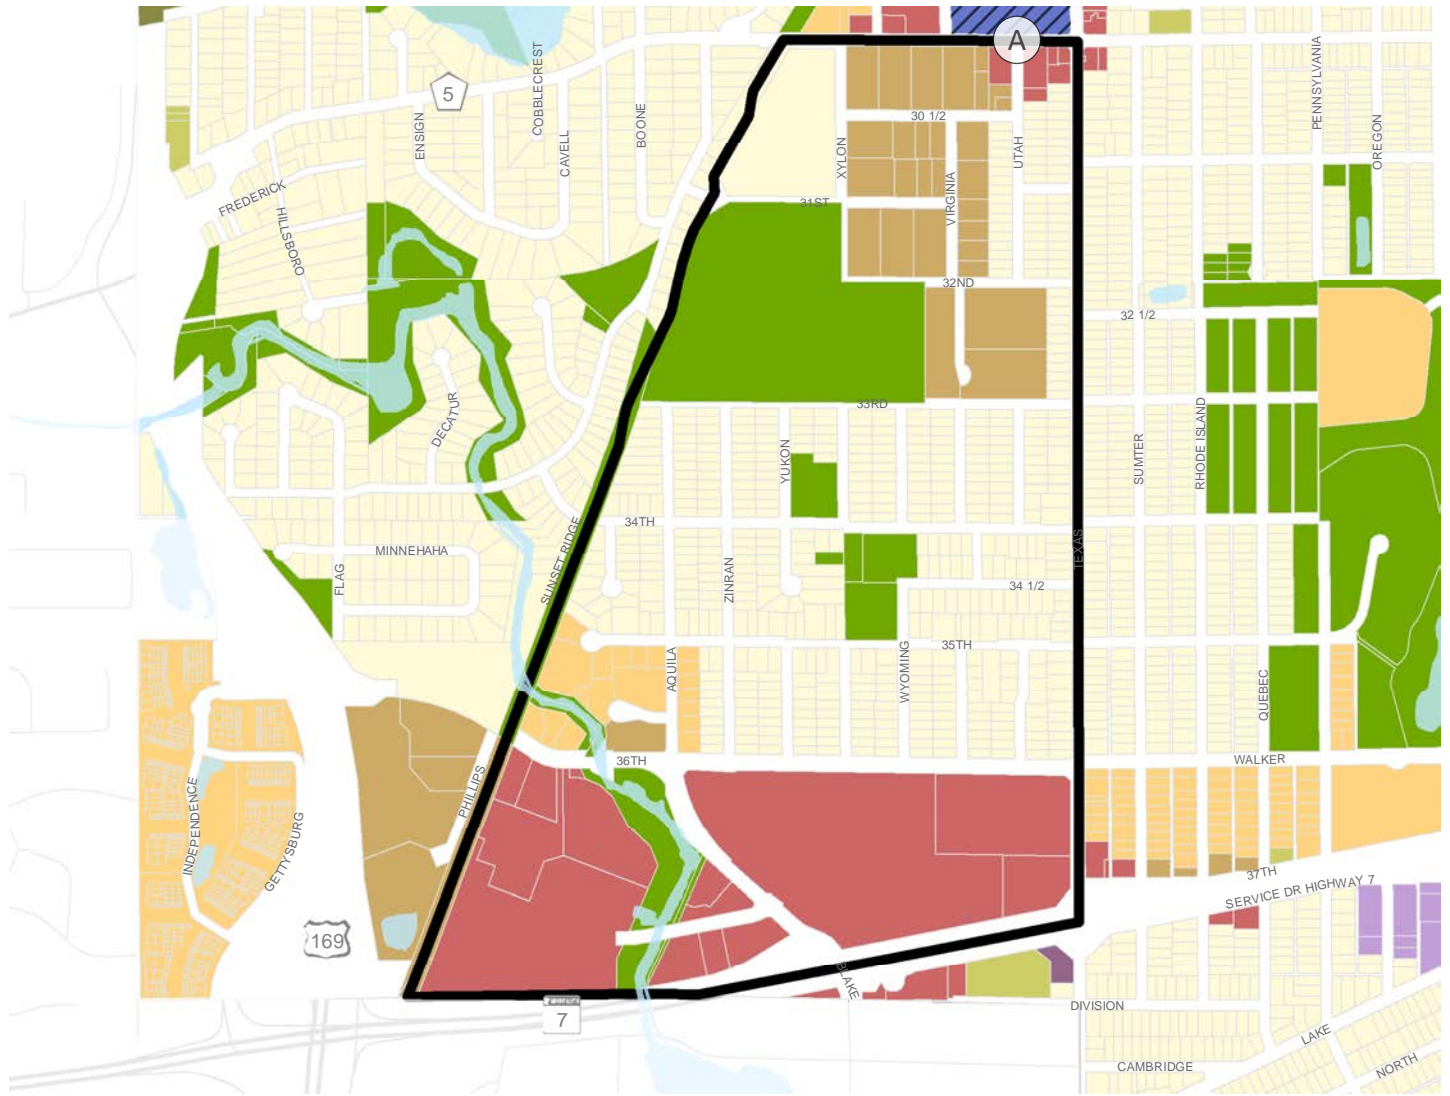 A
5
COBBLECREST
ENSIGN
CAVELL
BOONE
PENNSYLVANIA
OREGON
30 1/2
XYLON
UTAH
FREDERICK
HILLSBORO
31ST
VIRGINIA
32ND
32 1/2
DECATUR
33RD
YUKON
SUMTER
RHODE ISLAND
34TH
SUNSET RIDGE
MINNEHAHA
FLAG
ZINRAN
TEXAS
34 1/2
35TH
AQUILA
WYOMING
QUEBEC
36TH
WALKER
PHILLIPS
INDEPENDENCE
GETTYSBURG
37TH
SERVICE DR HIGHWAY 7
169
BLAKE
7
DIVISION
LAKE
CAMBRIDGE
NORTH